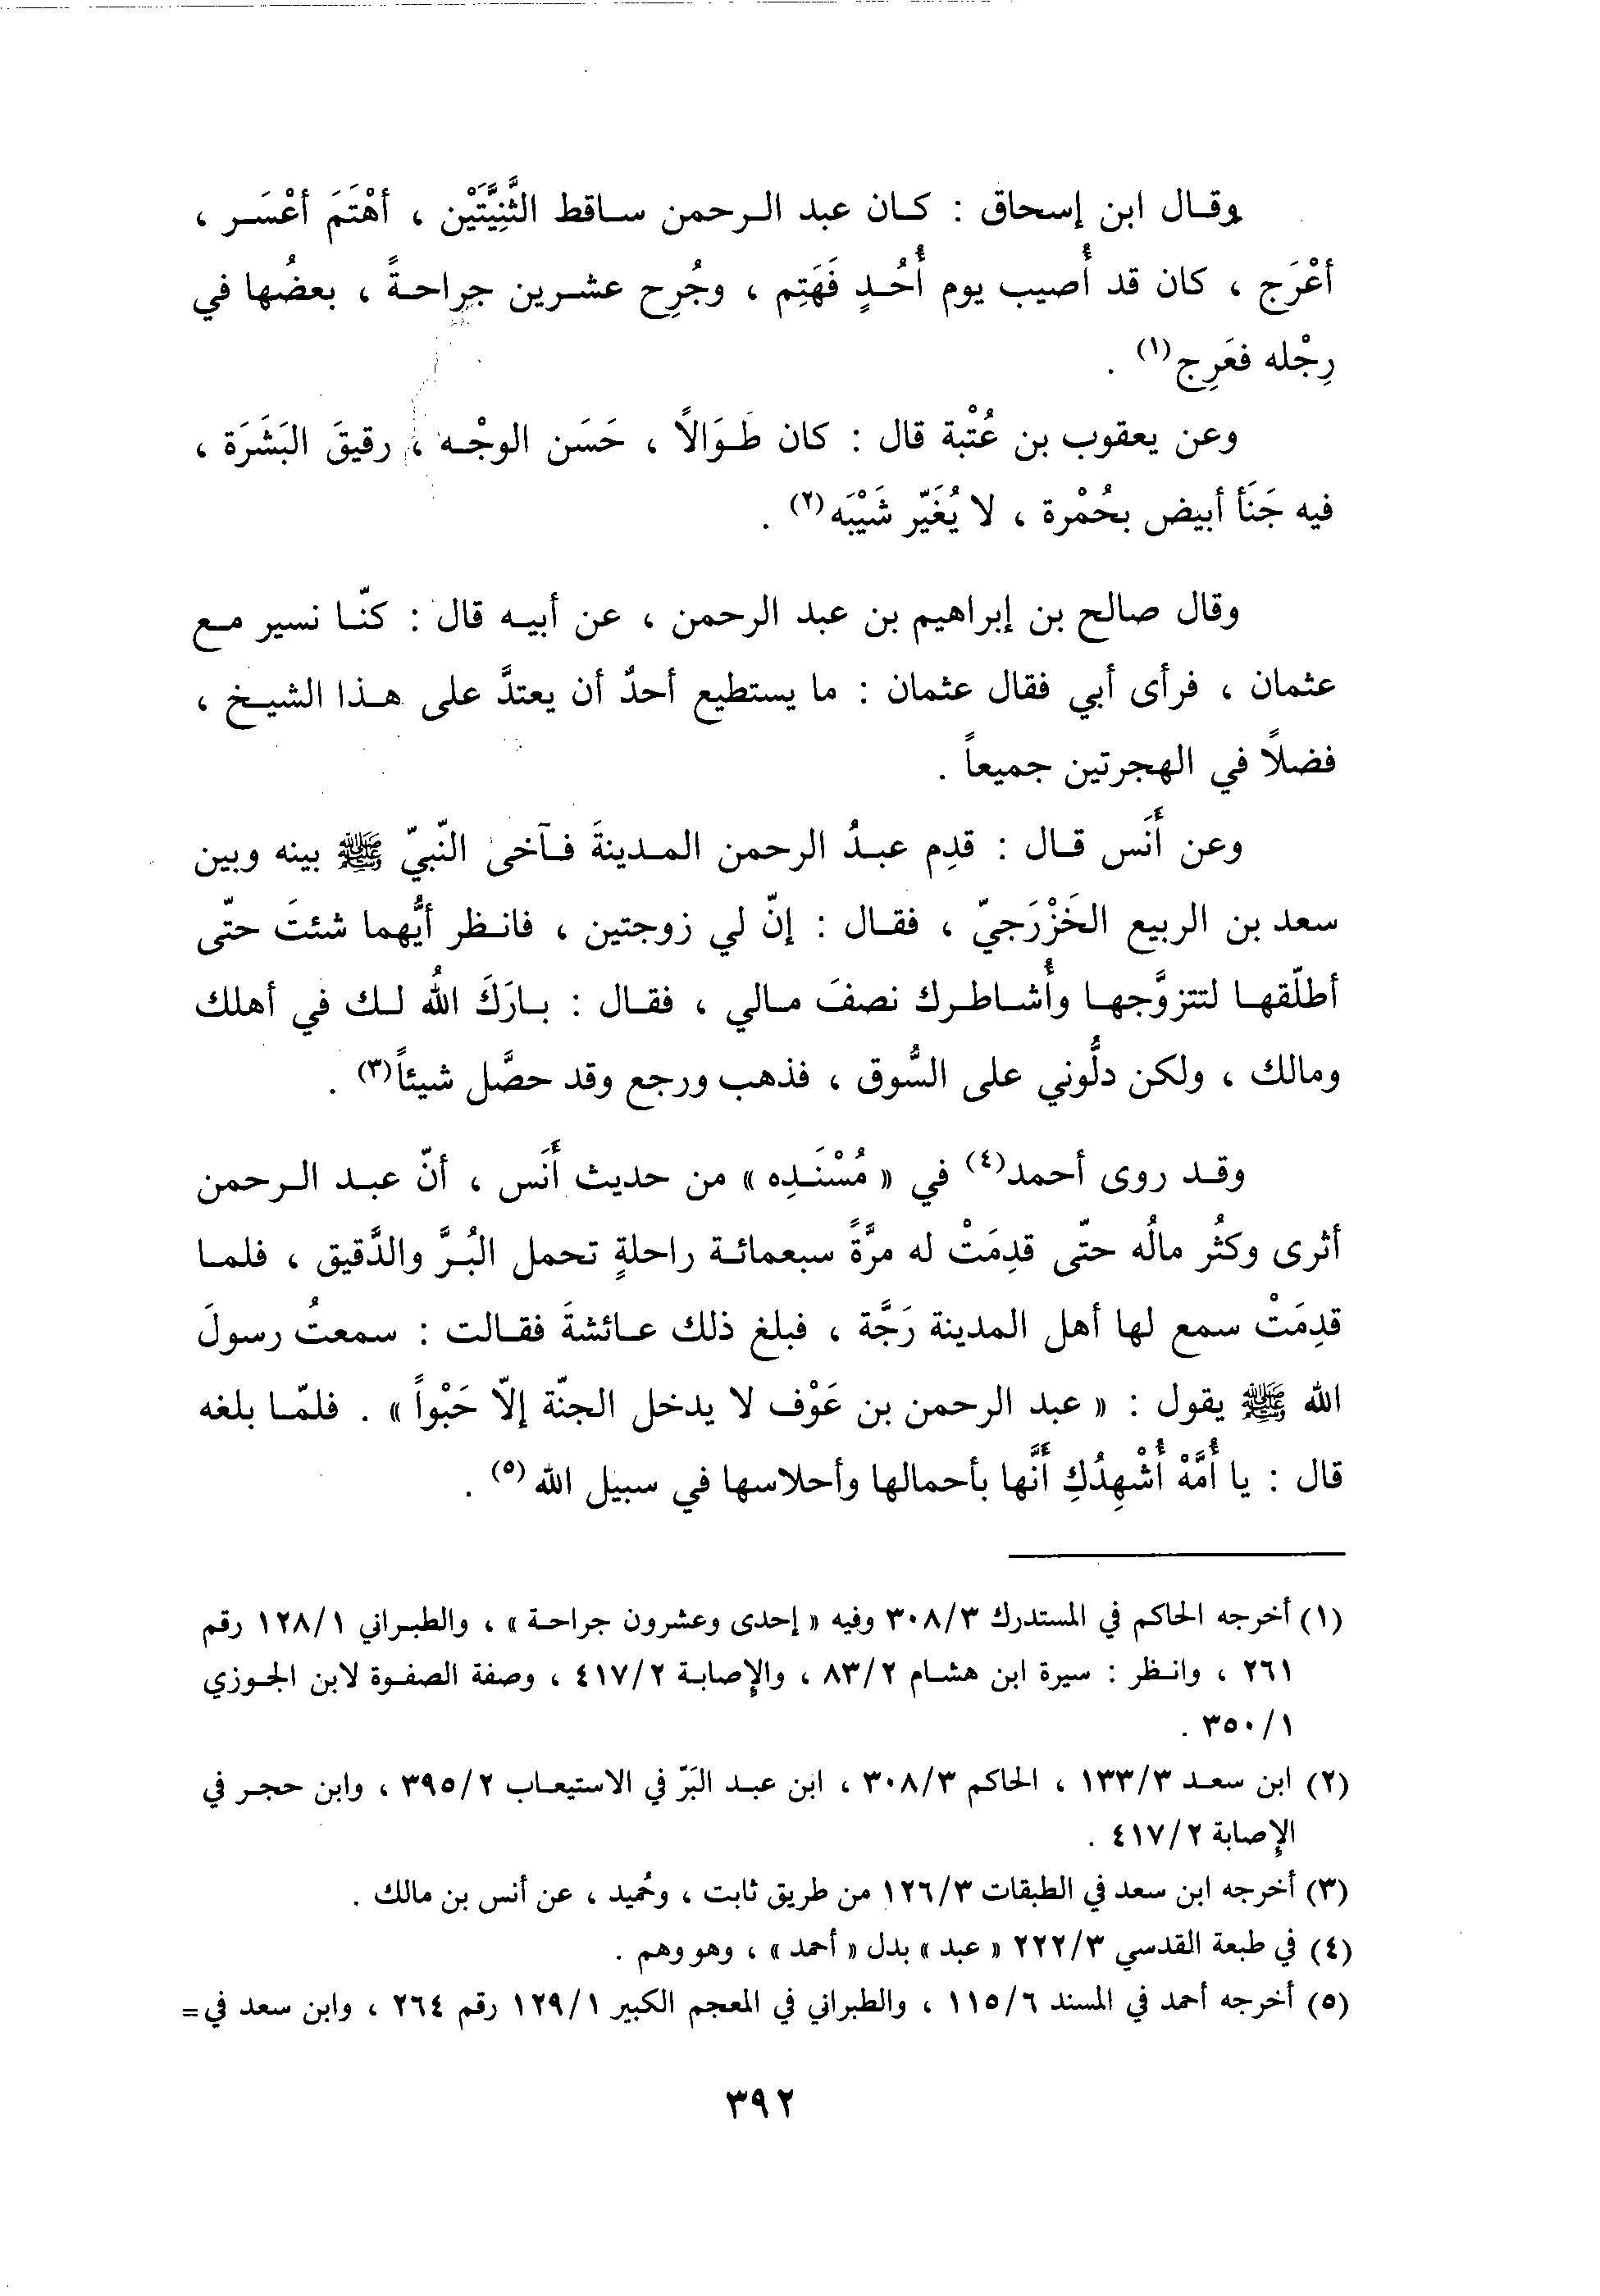 وقال ابن إسحاق : كان عبد الرحمن ساقط الثَّنِيَّتَيْن ، أهْتَمَ أعْسَر ،
أعْرَج ، كان قد أُصيب يوم أُحُدٍ فَهَتِم ، وجُرِح عشرين جراحةً ، بعضُها في
رِجْله فعَرِج(١) .
وعن يعقوب بن عُتْبة قال : كان طَوَالاً ، حَسَن الوجْه ، رقيقَ البَشَرَة ،
فيه جَنَأ أبيض بحُمْرة ، لا يُغَيّر شَيْبَه(٢) .
وقال صالح بن إبراهيم بن عبد الرحمن ، عن أبيه قال : كنّا نسير مع
عثمان ، فرأى أبي فقال عثمان : ما يستطيع أحدٌ أن يعتدَّ على هذا الشيخ ،
فضلاً في الهجرتين جميعاً .
وعن أَنَس قال : قدِم عبدُ الرحمن المدينةَ فآخى النّبيّ ﷺ بينه وبين
سعد بن الربيع الخَزْرَجيّ ، فقال : إنّ لي زوجتين ، فانظر أيُّهما شئتَ حتّى
أطلّقها لتتزوَّجها وأُشاطرك نصفَ مالي ، فقال : بارَكَ اللهُ لك في أهلك
ومالك ، ولكن دلُّوني على السُّوق ، فذهب ورجع وقد حصَّل شيئاً(٣) .
وقد روى أحمد(٤) في « مُسْنَدِه » من حديث أَنَس ، أنّ عبد الرحمن
أثرى وكثُر مالُه حتّى قدِمَتْ له مرَّةً سبعمائة راحلةٍ تحمل البُرَّ والدَّقيق ، فلما
قدِمَتْ سمع لها أهل المدينة رَجَّة ، فبلغ ذلك عائشةَ فقالت : سمعتُ رسولَ
الله ﷺ يقول : « عبد الرحمن بن عَوْف لا يدخل الجنّة إلاّ حَبْواً » . فلمّا بلغه
قال : يا أُمَّهْ أُشْهِدُكِ أَنَّها بأحمالها وأحلاسها في سبيل الله(٥) .
(١) أخرجه الحاكم في المستدرك ٣٠٨/٣ وفيه « إحدى وعشرون جراحة » ، والطبراني ١٢٨/١ رقم
٢٦١ ، وانظر : سيرة ابن هشام ٨٣/٢ ، والإصابة ٤١٧/٢ ، وصفة الصفوة لابن الجوزي
٣٥٠/١ .
(٢) ابن سعد ١٣٣/٣ ، الحاكم ٣٠٨/٣ ، ابن عبد البَرّ في الاستيعاب ٣٩٥/٢ ، وابن حجر في
الإصابة ٤١٧/٢ .
(٣) أخرجه ابن سعد في الطبقات ١٢٦/٣ من طريق ثابت ، وحُميد ، عن أنس بن مالك .
(٤) في طبعة القدسي ٢٢٢/٣ « عبد » بدل « أحمد » ، وهو وهم .
(٥) أخرجه أحمد في المسند ١١٥/٦ ، والطبراني في المعجم الكبير ١٢٩/١ رقم ٢٦٤ ، وابن سعد في =
٣٩٢